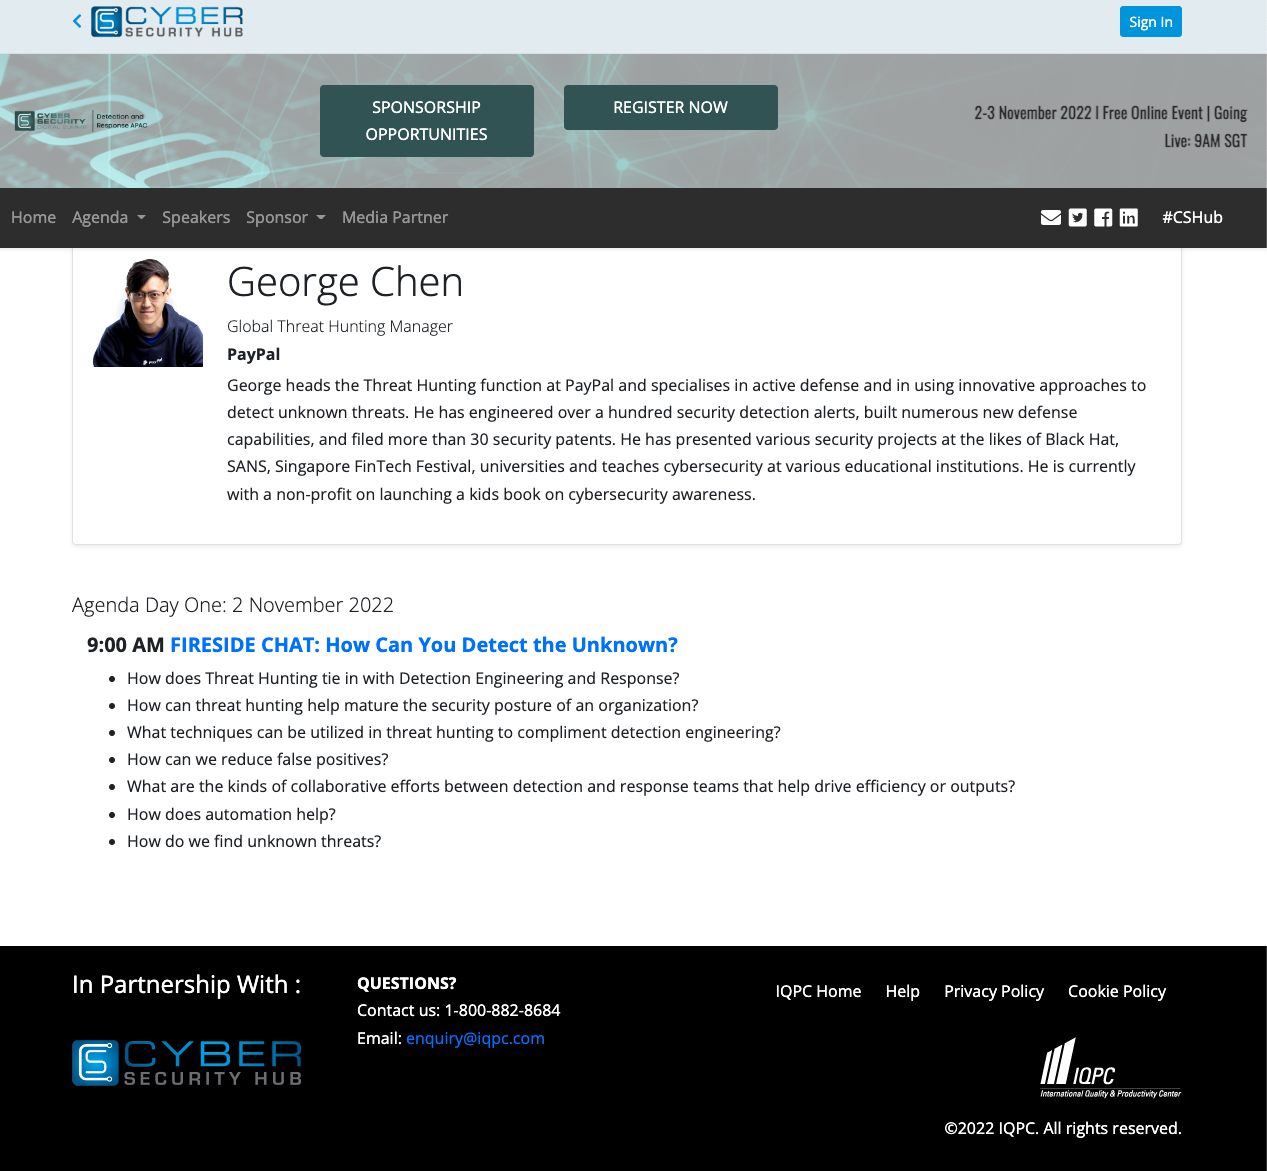 CYBER
SECURITY HUB
Sign In
CYBER
SECURITY
Detection and
Response APAC
SPONSORSHIP
OPPORTUNITIES
REGISTER NOW
2-3 November 2022 I Free Online Event | Going
Live: 9AM SGT
Home Agenda Speakers Sponsor Media Partner
#CSHub
George Chen
Global Threat Hunting Manager
PayPal
PayPal
George heads the Threat Hunting function at PayPal and specialises in active defense and in using innovative approaches to
detect unknown threats. He has engineered over a hundred security detection alerts, built numerous new defense
capabilities, and filed more than 30 security patents. He has presented various security projects at the likes of Black Hat,
SANS, Singapore FinTech Festival, universities and teaches cybersecurity at various educational institutions. He is currently
with a non-profit on launching a kids book on cybersecurity awareness.
Agenda Day One: 2 November 2022
9:00 AM FIRESIDE CHAT: How Can You Detect the Unknown?
• How does Threat Hunting tie in with Detection Engineering and Response?
• How can threat hunting help mature the security posture of an organization?
• What techniques can be utilized in threat hunting to compliment detection engineering?
• How can we reduce false positives?
• What are the kinds of collaborative efforts between detection and response teams that help drive efficiency or outputs?
• How does automation help?
• How do we find unknown threats?
In Partnership With :
CYBER
SECURITY HUB
QUESTIONS?
Contact us: 1-800-882-8684
Email: enquiry@iqpc.com
IQPC Home Help Privacy Policy Cookie Policy
IQPC
International Quality & Productivity Center
©2022 IQPC. All rights reserved.